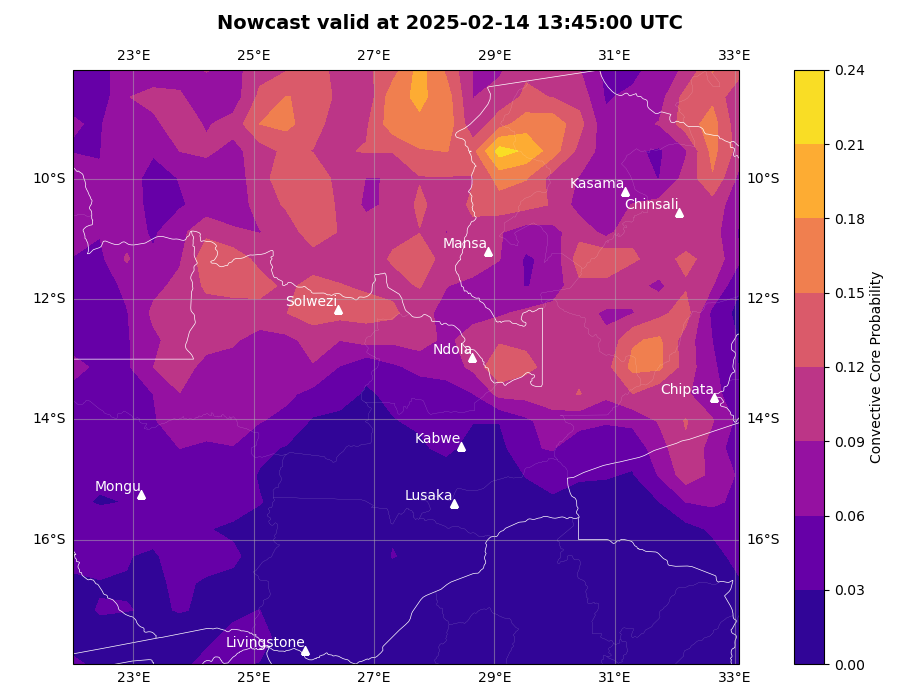 Nowcast valid at 2025-02-14 13:45:00 UTC
23°E 25°E 27°E 29°E 31°E 33°E
0.24
0.21
10°S Kasama 10°S
Chinsali
0.18
Mansa
0.15
12°S Solwezi 12°S
Ndola
0.12
Chipata
14°S 14°S
Kabwe
0.09
Mongu
Lusaka
0.06
16°S 16°S
0.03
Livingstone
0.00
23°E 25°E 27°E 29°E 31°E 33°E
Convective Core Probability